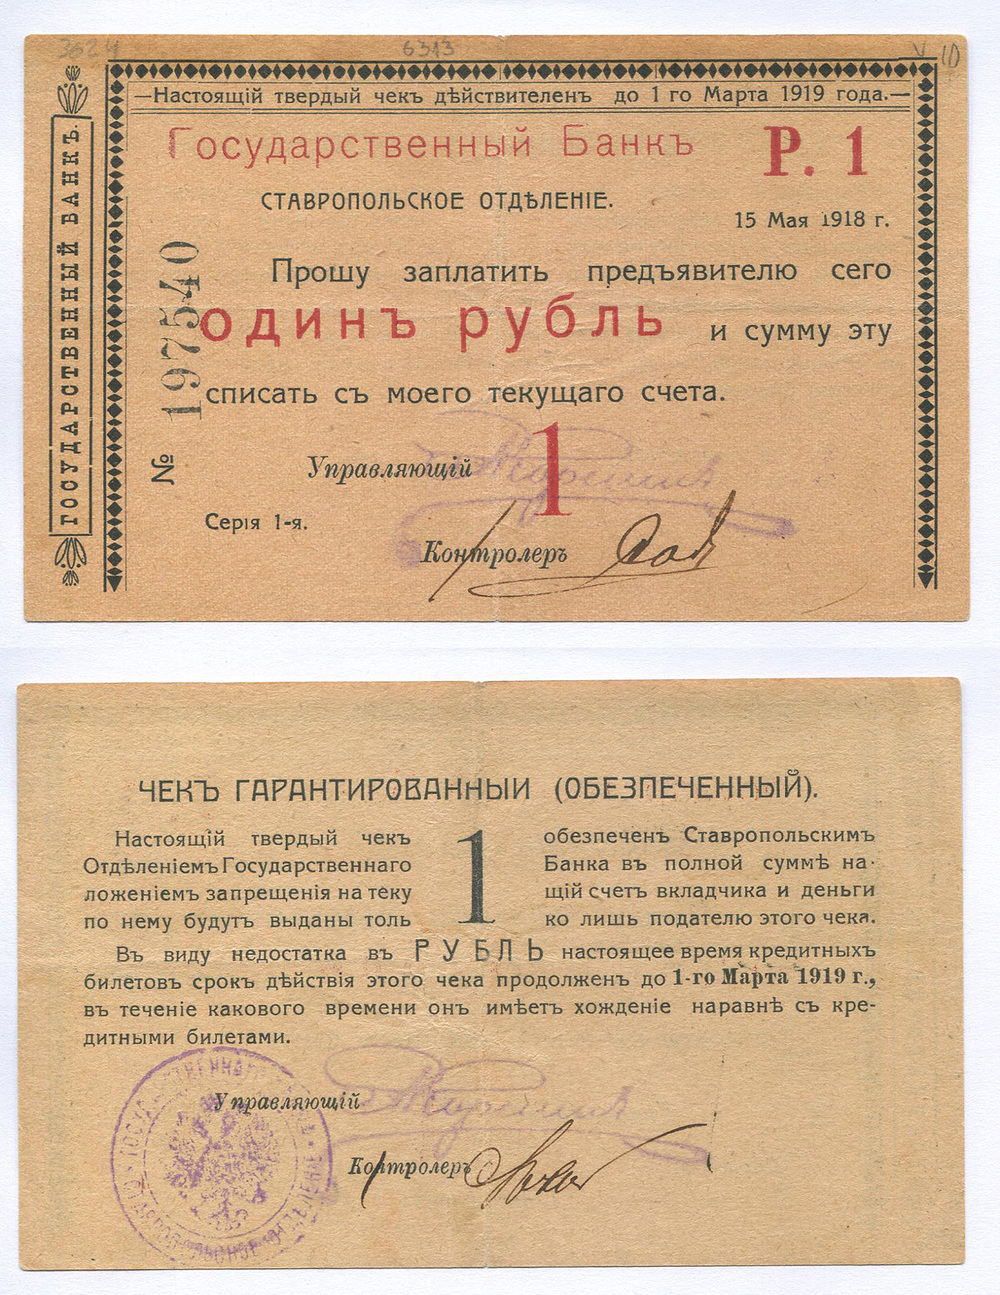 3624
6313
V 10
ГОСУДАРСТВЕННЫЙ БАНКЪ.
—Настоящій твердый чекъ дѣйствителенъ до 1 го Марта 1919 года.—
Государственный Банкъ
Р. 1
СТАВРОПОЛЬСКОЕ ОТДѢЛЕНІЕ.
15 Мая 1918 г.
Прошу заплатить предъявителю сего
одинъ рубль и сумму эту
списать съ моего текущаго счета.
№ 197540
Управляющій
1
Серія 1-я.
Контролеръ
ЧЕКЪ ГАРАНТИРОВАННЫИ (ОБЕЗПЕЧЕННЫЙ).
Настоящій твердый чекъ обезпеченъ Ставропольскимъ
Отдѣленіемъ Государственнаго Банка въ полной суммѣ на-
ложеніемъ запрещенія на теку щій счетъ вкладчика и деньги
по нему будутъ выданы толь ко лишь подателю этого чека.
1
Въ виду недостатка въ РУБЛЬ настоящее время кредитныхъ
билетовъ срокъ дѣйствія этого чека продолженъ до 1-го Марта 1919 г.,
въ теченіе какового времени онъ имѣетъ хожденіе наравнѣ съ кре-
дитными билетами.
Управляющій
Контролеръ